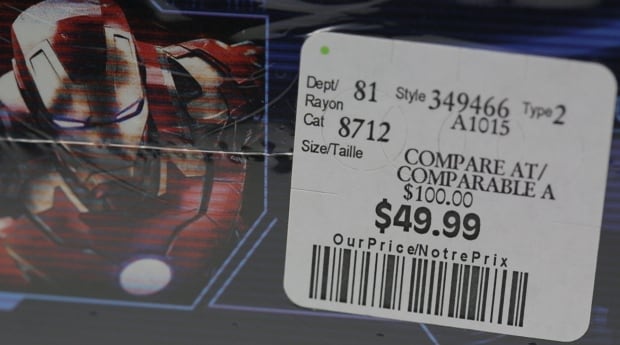 Dept/ Rayon 81 Style 349466 Type 2
A1015
Cat 8712
Size/Taille
COMPARE AT/
COMPARABLE A
$100.00
$49.99
OurPrice/NotrePrix